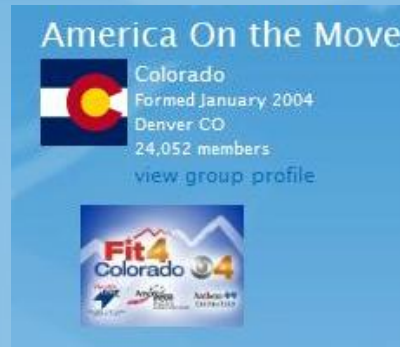 America On the Move
Colorado
Formed January 2004
Denver CO
24,052 members
view group profile
Fit4
Colorado 4